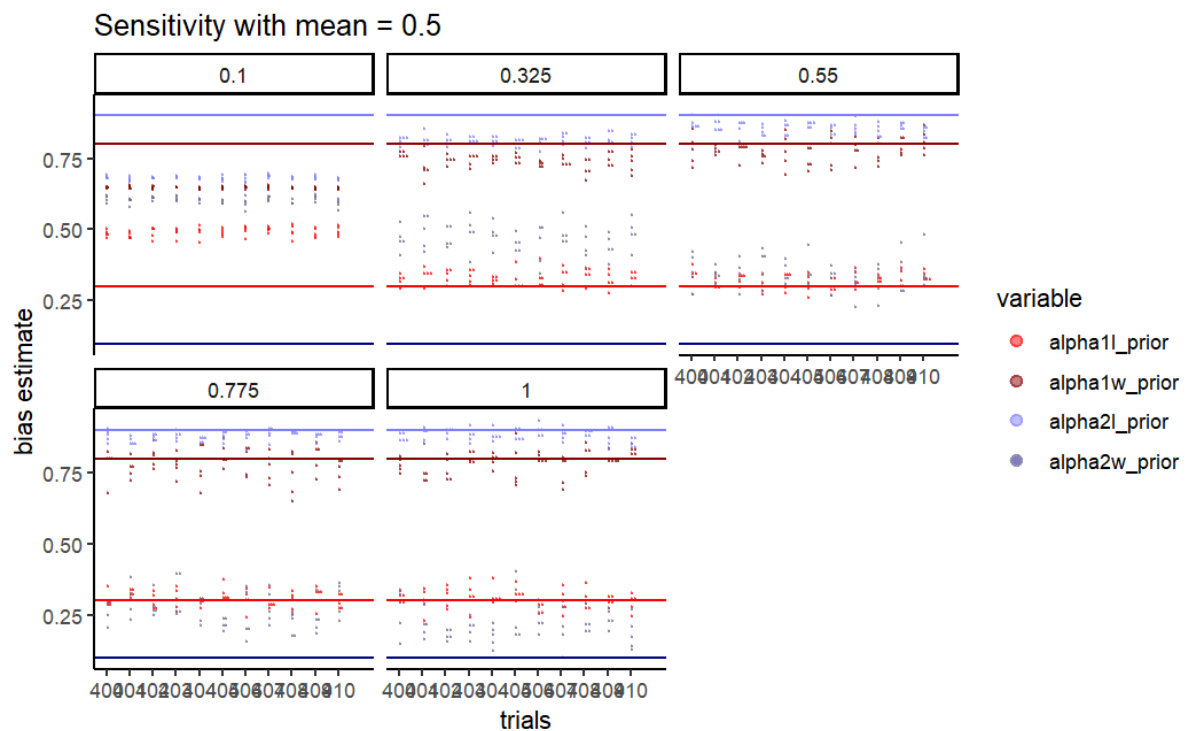 Sensitivity with mean = 0.5
0.1
0.325
0.55
0.75
0.50
0.25
0.775
1
0.75
0.50
0.25
bias estimate
trials
variable
alpha1l_prior
alpha1w_prior
alpha2l_prior
alpha2w_prior